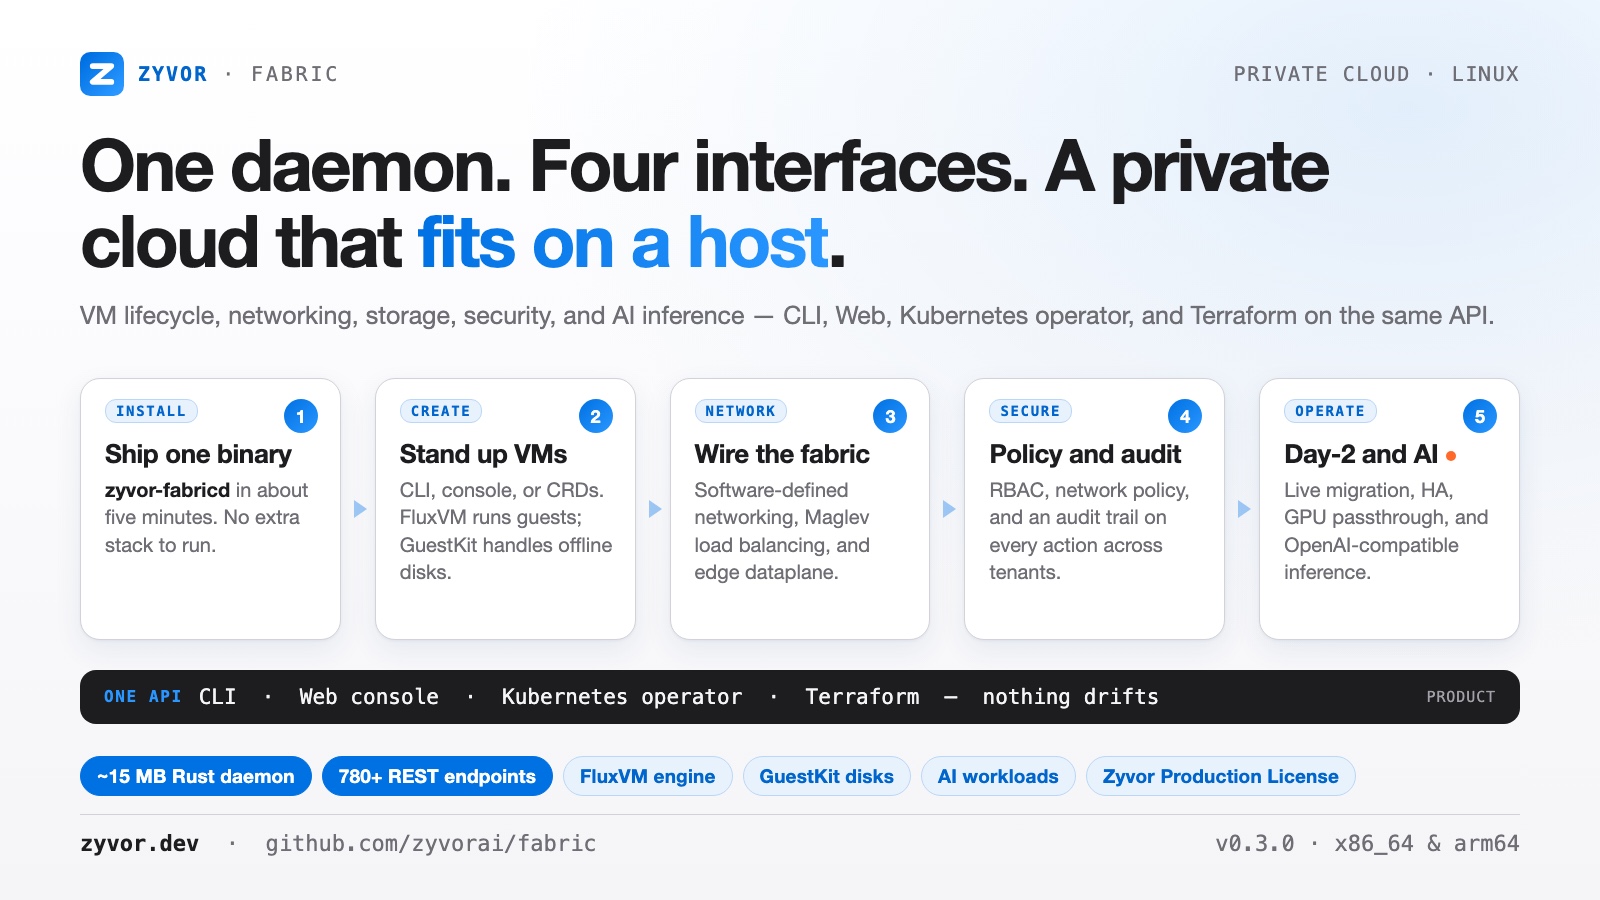 Z ZYVOR · FABRIC
PRIVATE CLOUD · LINUX
One daemon. Four interfaces. A private
cloud that fits on a host.
VM lifecycle, networking, storage, security, and AI inference — CLI, Web, Kubernetes operator, and Terraform on the same API.
INSTALL
1
Ship one binary
zyvor-fabricd in about
five minutes. No extra
stack to run.
CREATE
2
Stand up VMs
CLI, console, or CRDs.
FluxVM runs guests;
GuestKit handles offline
disks.
NETWORK
3
Wire the fabric
Software-defined
networking, Maglev
load balancing, and
edge dataplane.
SECURE
4
Policy and audit
RBAC, network policy,
and an audit trail on
every action across
tenants.
OPERATE
5
Day-2 and AI
Live migration, HA,
GPU passthrough, and
OpenAI-compatible
inference.
ONE API CLI · Web console · Kubernetes operator · Terraform — nothing drifts
PRODUCT
~15 MB Rust daemon
780+ REST endpoints
FluxVM engine
GuestKit disks
AI workloads
Zyvor Production License
zyvor.dev · github.com/zyvorai/fabric
v0.3.0 · x86_64 & arm64